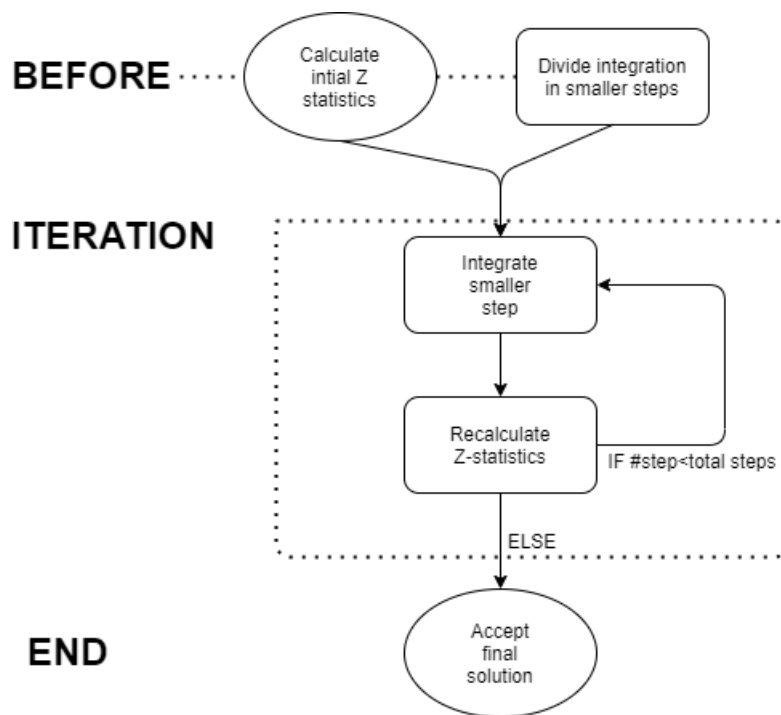 BEFORE
Calculate
intial Z
statistics
Divide integration
in smaller steps
ITERATION
Integrate
smaller
step
Recalculate
Z-statistics
IF #step<total steps
ELSE
END
Accept
final
solution